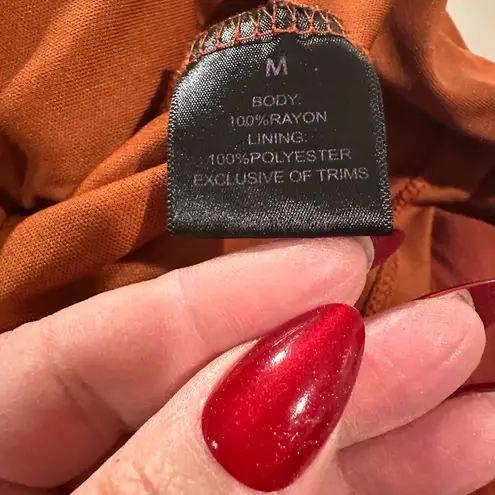 M
BODY:
100%RAYON
LINING:
100%POLYESTER
EXCLUSIVE OF TRIMS